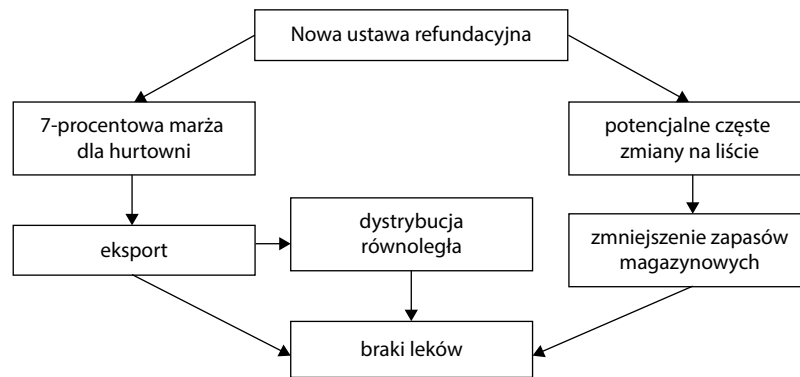 Nowa ustawa refundacyjna
7-procentowa marża
dla hurtowni
potencjalne częste
zmiany na liście
eksport
dystrybucja
równoległa
zmniejszenie zapasów
magazynowych
braki leków